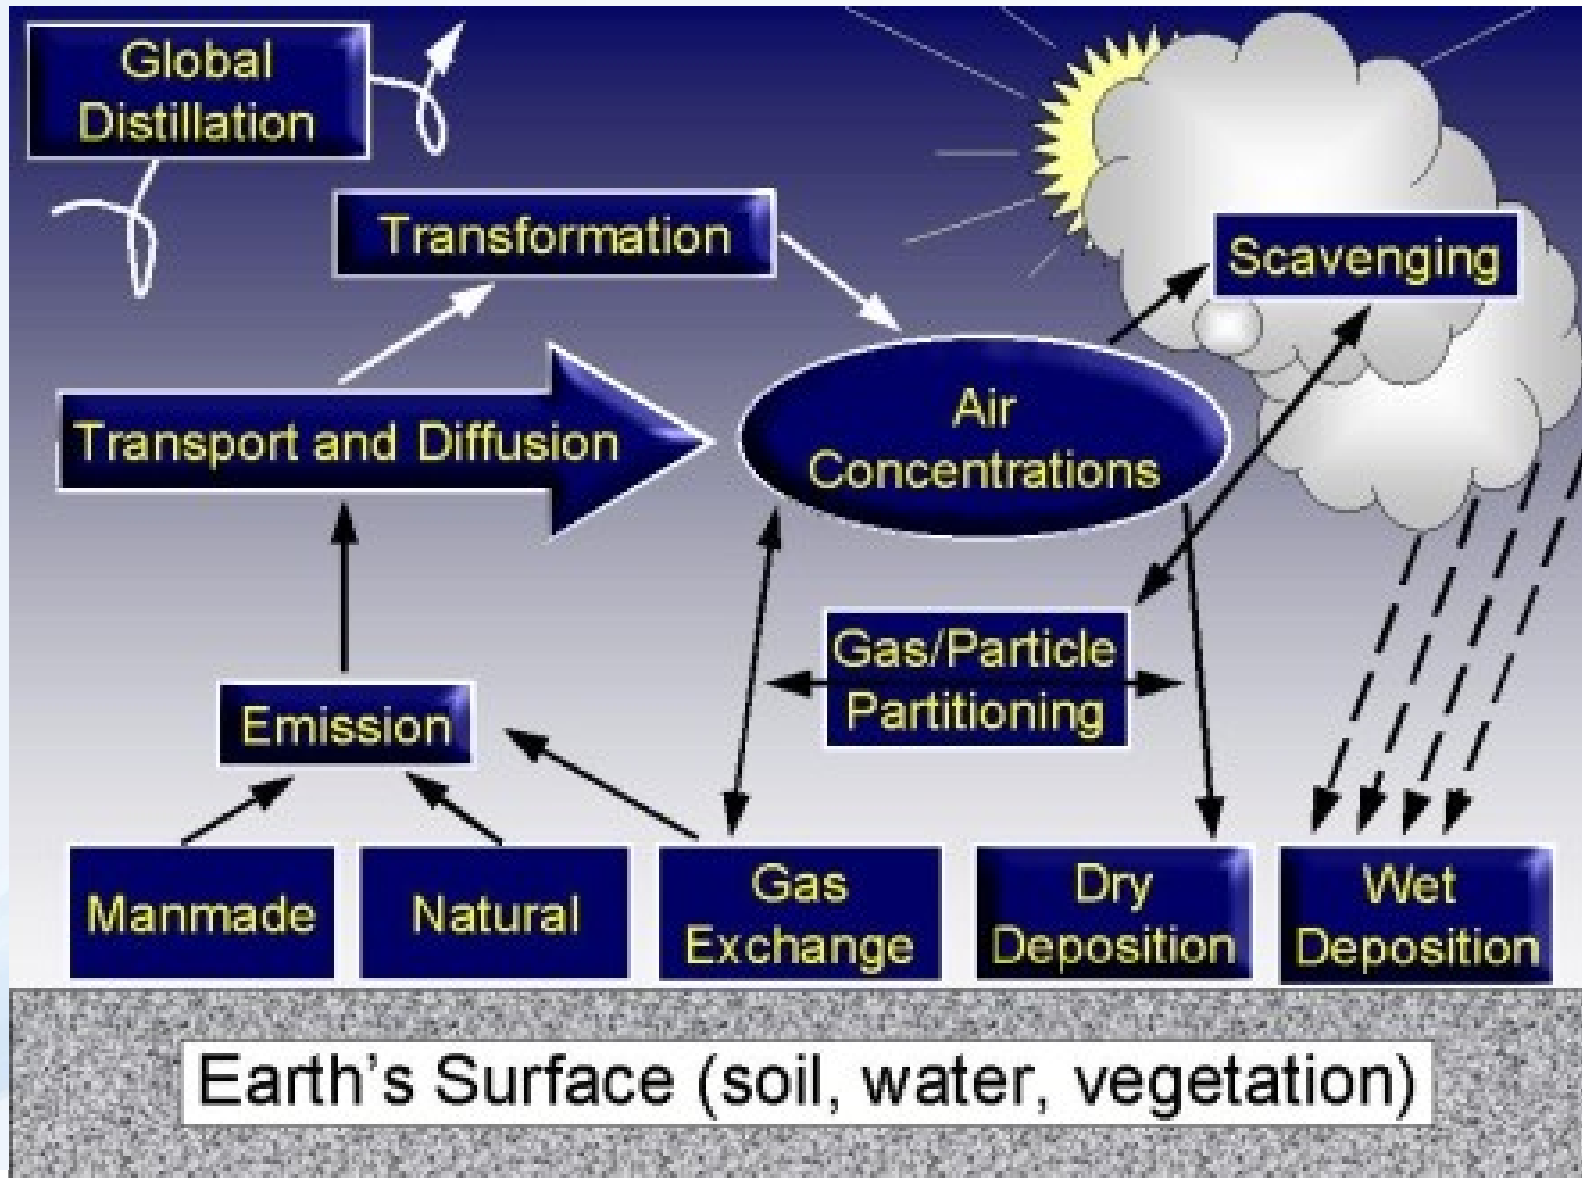 Global
Distillation
Transformation
Scavenging
Transport and Diffusion
Air
Concentrations
Gas/Particle
Partitioning
Emission
Manmade
Natural
Gas
Exchange
Dry
Deposition
Wet
Deposition
Earth's Surface (soil, water, vegetation)